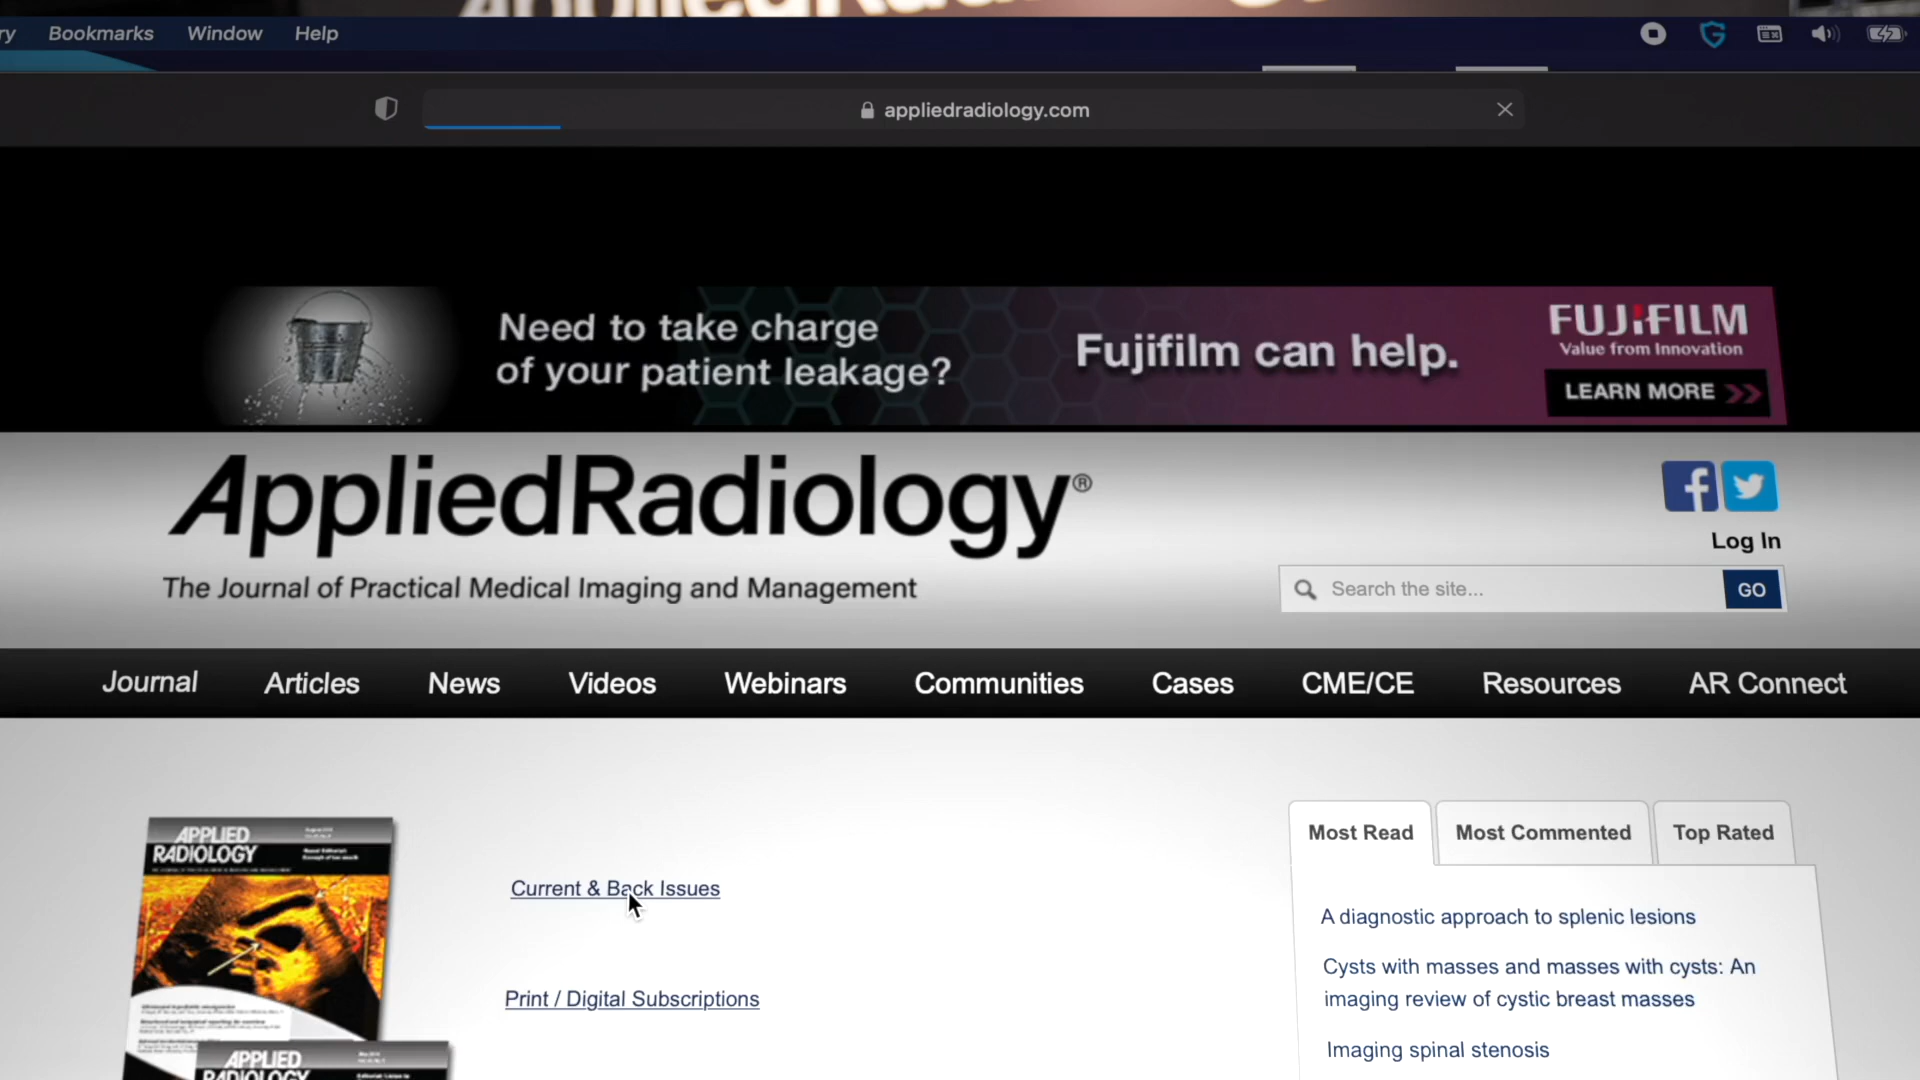 ry Bookmarks Window Help
appliedradiology.com
Need to take charge
of your patient leakage?
Fujifilm can help.
FUJIFILM
Value from Innovation
LEARN MORE >>
AppliedRadiology®
The Journal of Practical Medical Imaging and Management
Log In
Search the site...
GO
Journal Articles News Videos Webinars Communities Cases CME/CE Resources AR Connect
APPLIED
RADIOLOGY
Current & Back Issues
Print / Digital Subscriptions
APPLIED
RADIOLOGY
Most Read Most Commented Top Rated
A diagnostic approach to splenic lesions
Cysts with masses and masses with cysts: An
imaging review of cystic breast masses
Imaging spinal stenosis